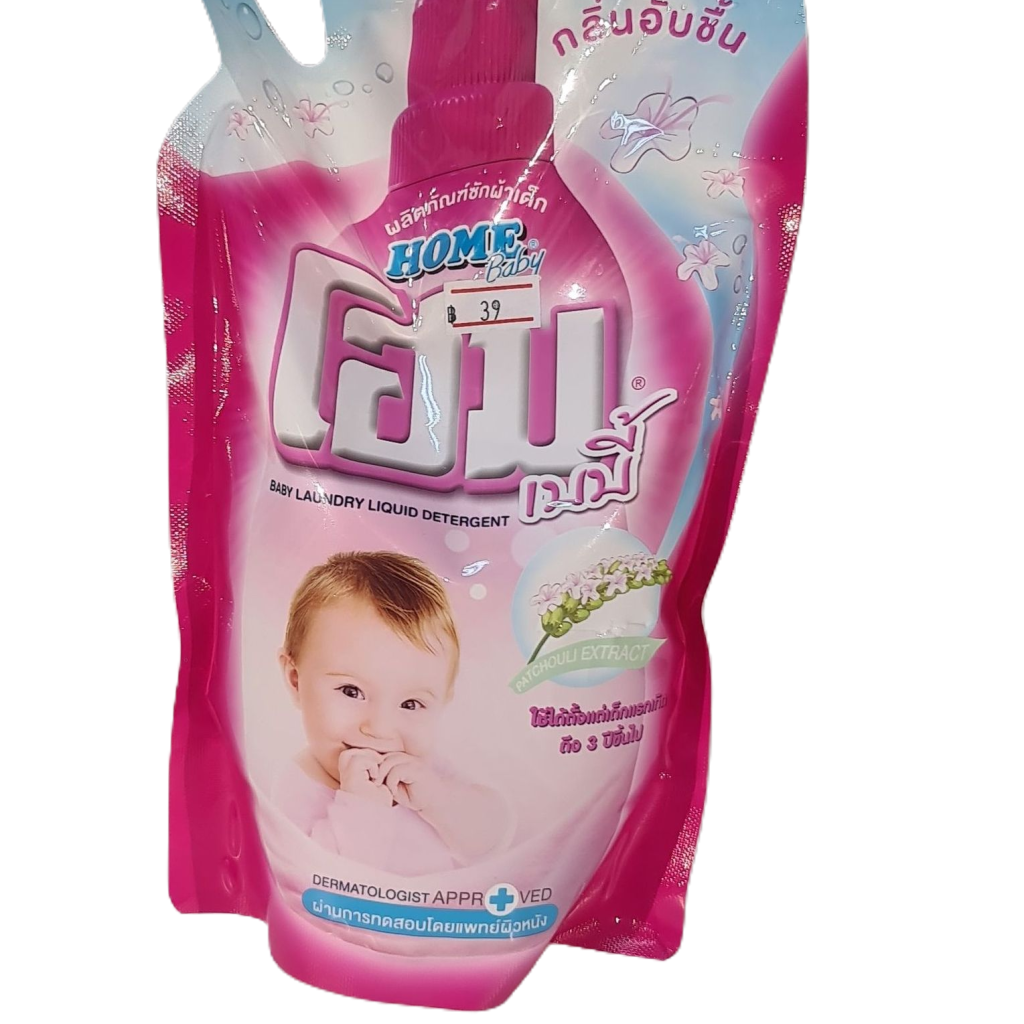 กลิ่นอับชื้น
ผลิตภัณฑ์ซักผ้าเด็ก
HOME®
Baby
฿ 39
โฮม®
เบบี้
BABY LAUNDRY LIQUID DETERGENT
PATCHOULI EXTRACT
ใช้ได้ตั้งแต่เด็กแรกเกิด
ถึง 3 ปีขึ้นไป
DERMATOLOGIST APPR VED
ผ่านการทดสอบโดยแพทย์ผิวหนัง